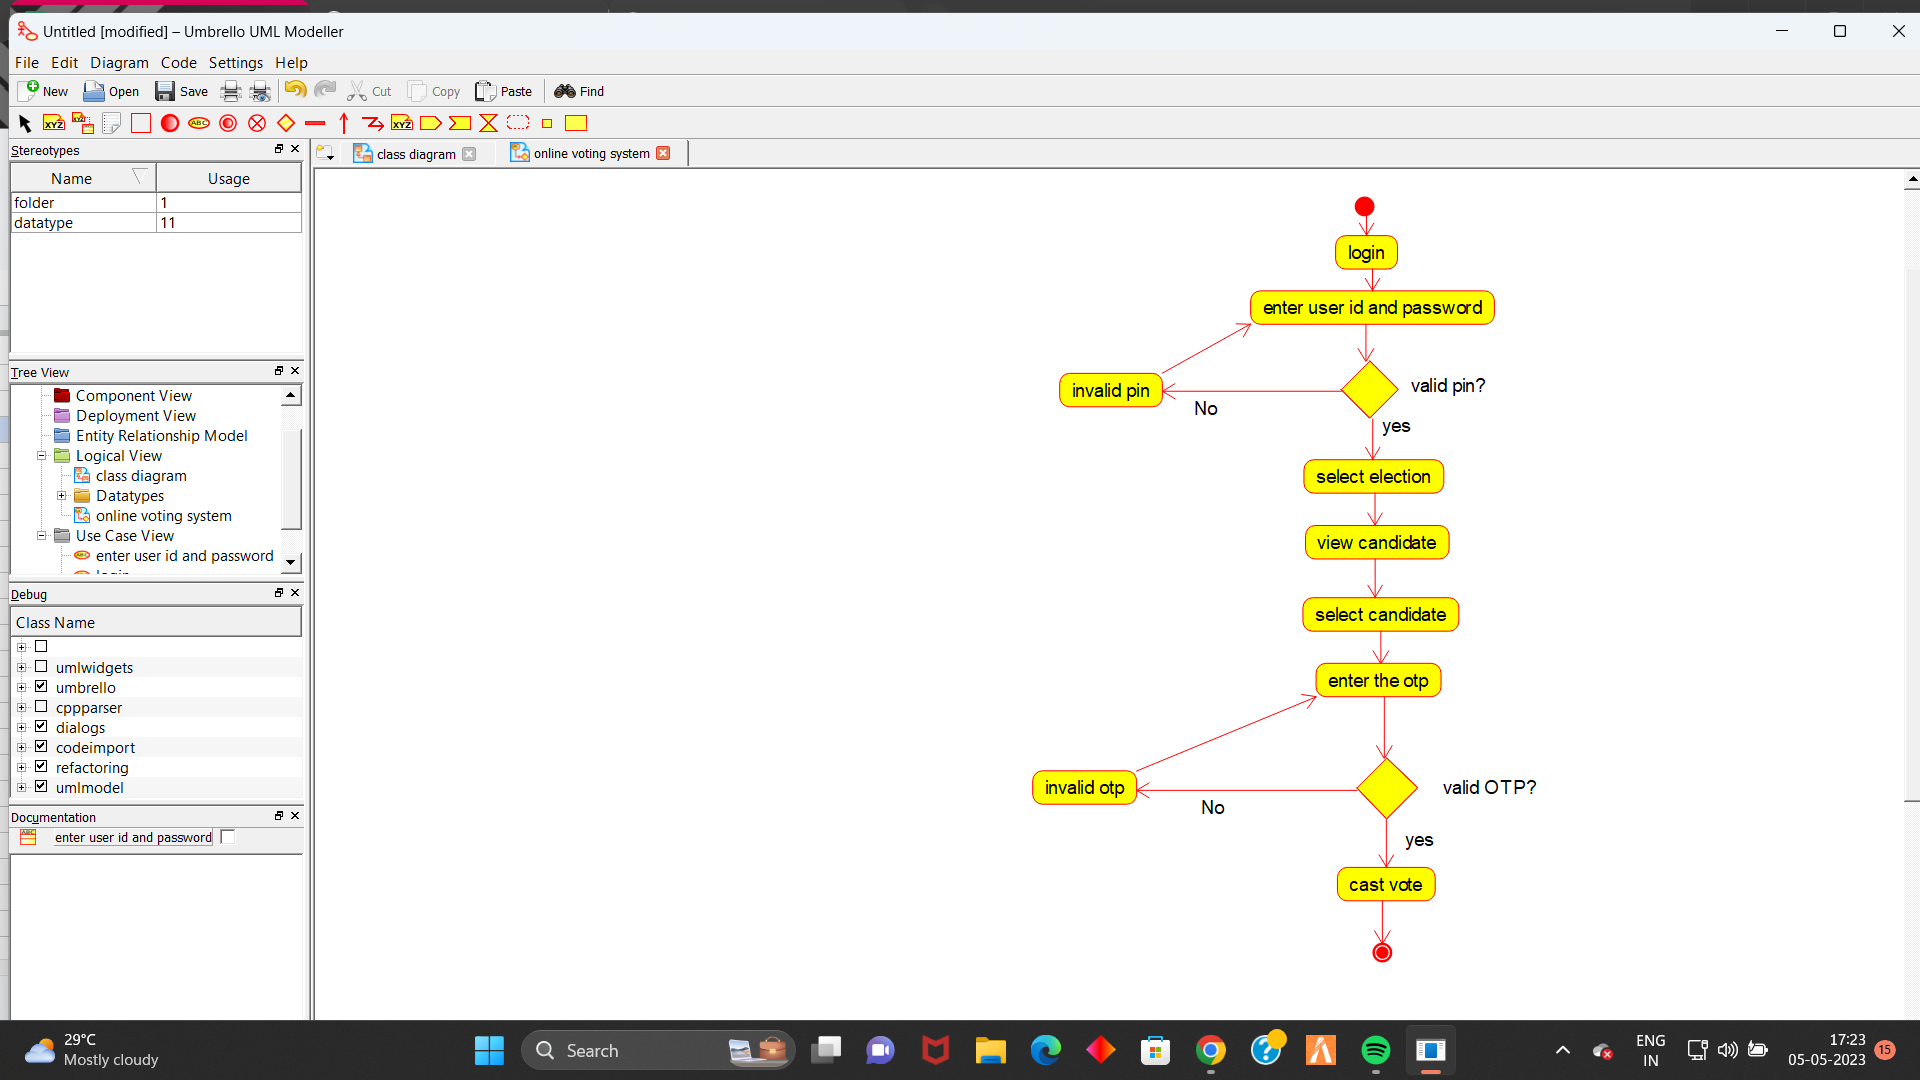 Untitled [modified] – Umbrello UML Modeller
File Edit Diagram Code Settings Help
New Open Save Cut Copy Paste Find
XYZ XYZ ABC XYZ
Stereotypes
class diagram
online voting system
Name Usage
folder 1
datatype 11
Tree View
Component View
Deployment View
Entity Relationship Model
Logical View
class diagram
Datatypes
online voting system
Use Case View
enter user id and password
Debug
Class Name
umlwidgets
umbrello
cppparser
dialogs
codeimport
refactoring
umlmodel
Documentation
enter user id and password
login
enter user id and password
valid pin?
invalid pin
No
yes
select election
view candidate
select candidate
enter the otp
valid OTP?
invalid otp
No
yes
cast vote
29°C
Mostly cloudy
Search
ENG
IN
17:23
05-05-2023
15